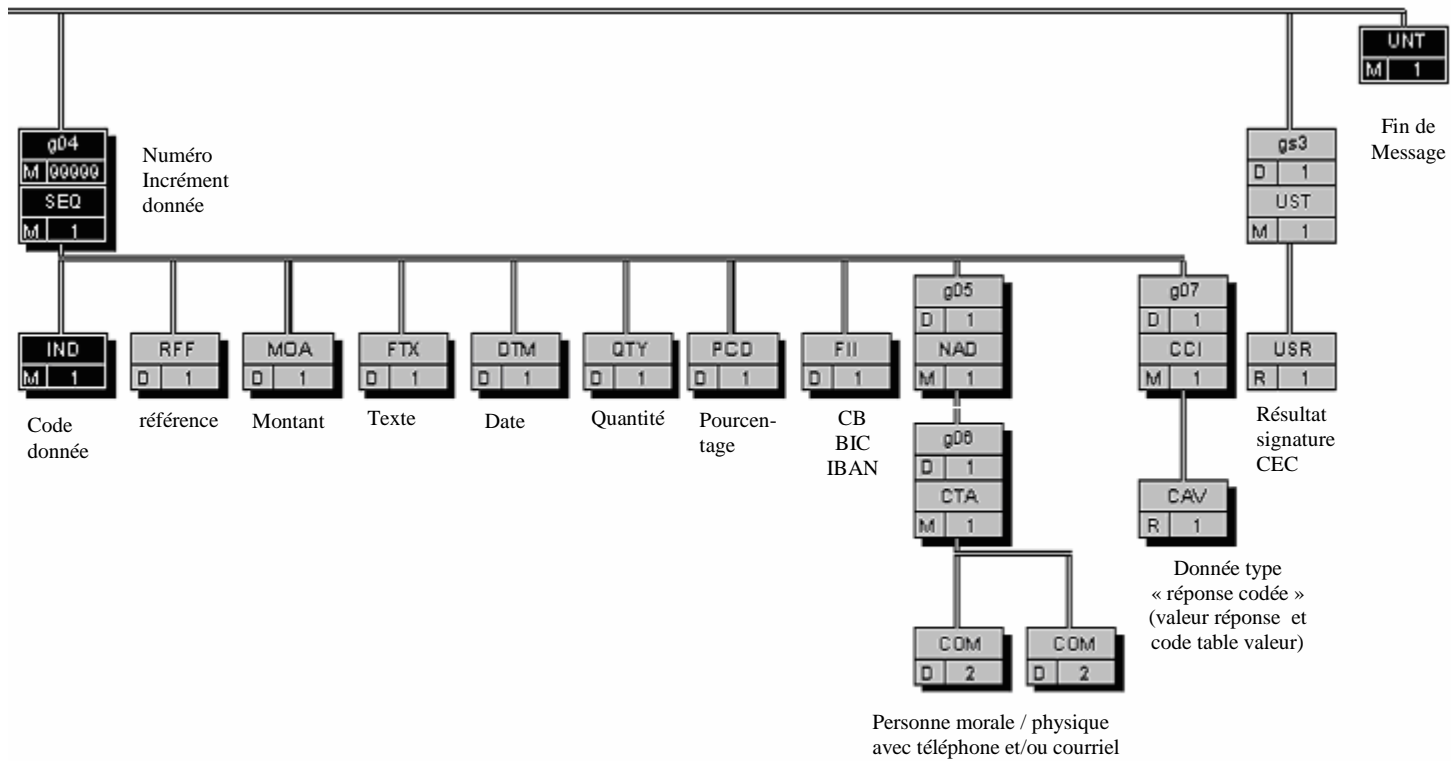 UNT
M 1
Fin de
Message
g04
M 99999
SEQ
M 1
Numéro
Incrément
donnée
gs3
D 1
UST
M 1
IND
M 1
Code
donnée
RFF
D 1
référence
MOA
D 1
Montant
FTX
D 1
Texte
DTM
D 1
Date
QTY
D 1
Quantité
PCD
D 1
Pourcen-
tage
FII
D 1
CB
BIC
IBAN
g05
D 1
NAD
M 1
g06
D 1
CTA
M 1
COM
D 2
COM
D 2
Personne morale / physique
avec téléphone et/ou courriel
g07
D 1
CCI
M 1
CAV
R 1
Donnée type
« réponse codée »
(valeur réponse et
code table valeur)
USR
R 1
Résultat
signature
CEC